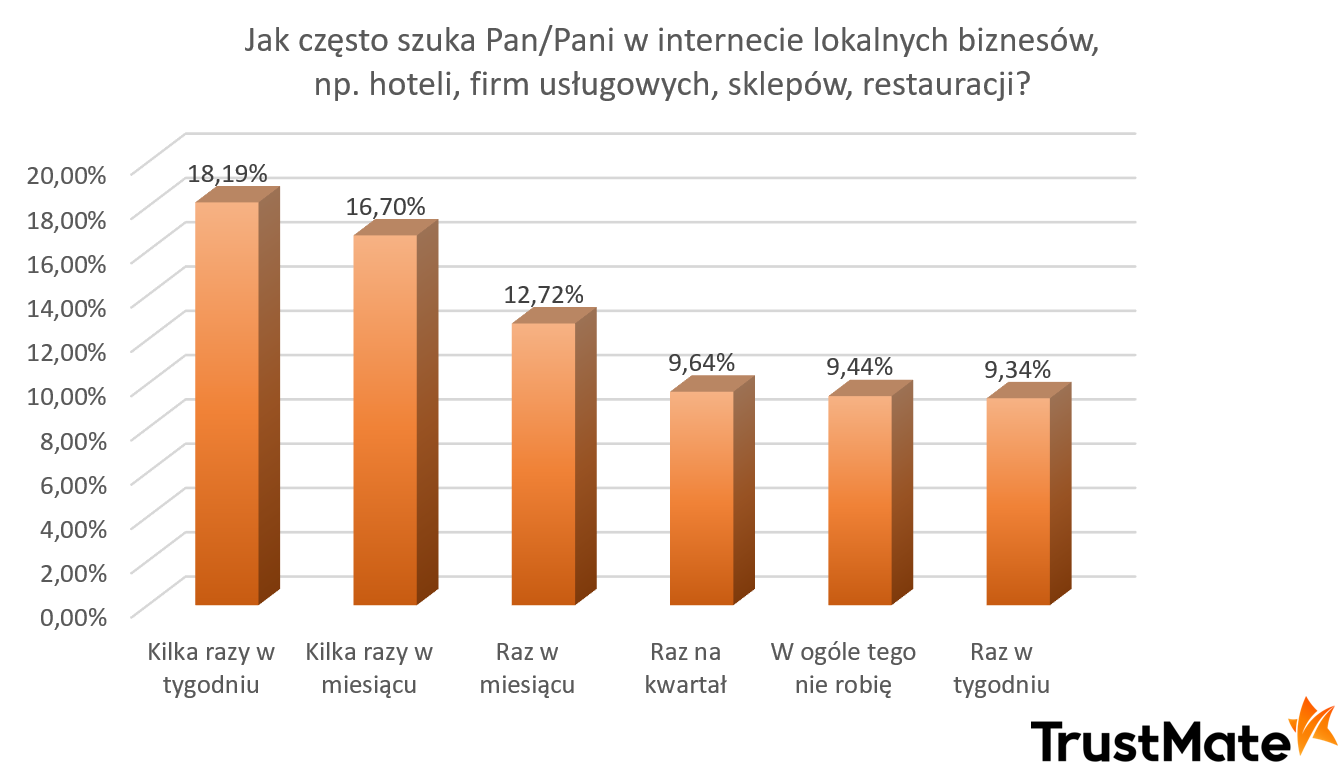 Jak często szuka Pan/Pani w internecie lokalnych biznesów,
np. hoteli, firm usługowych, sklepów, restauracji?
20,00%
18,00%
16,00%
14,00%
12,00%
10,00%
8,00%
6,00%
4,00%
2,00%
0,00%
18,19%
16,70%
12,72%
9,64%
9,44%
9,34%
Kilka razy w
tygodniu
Kilka razy w
miesiącu
Raz w
miesiącu
Raz na
kwartał
W ogóle tego
nie robię
Raz w
tygodniu
TrustMate